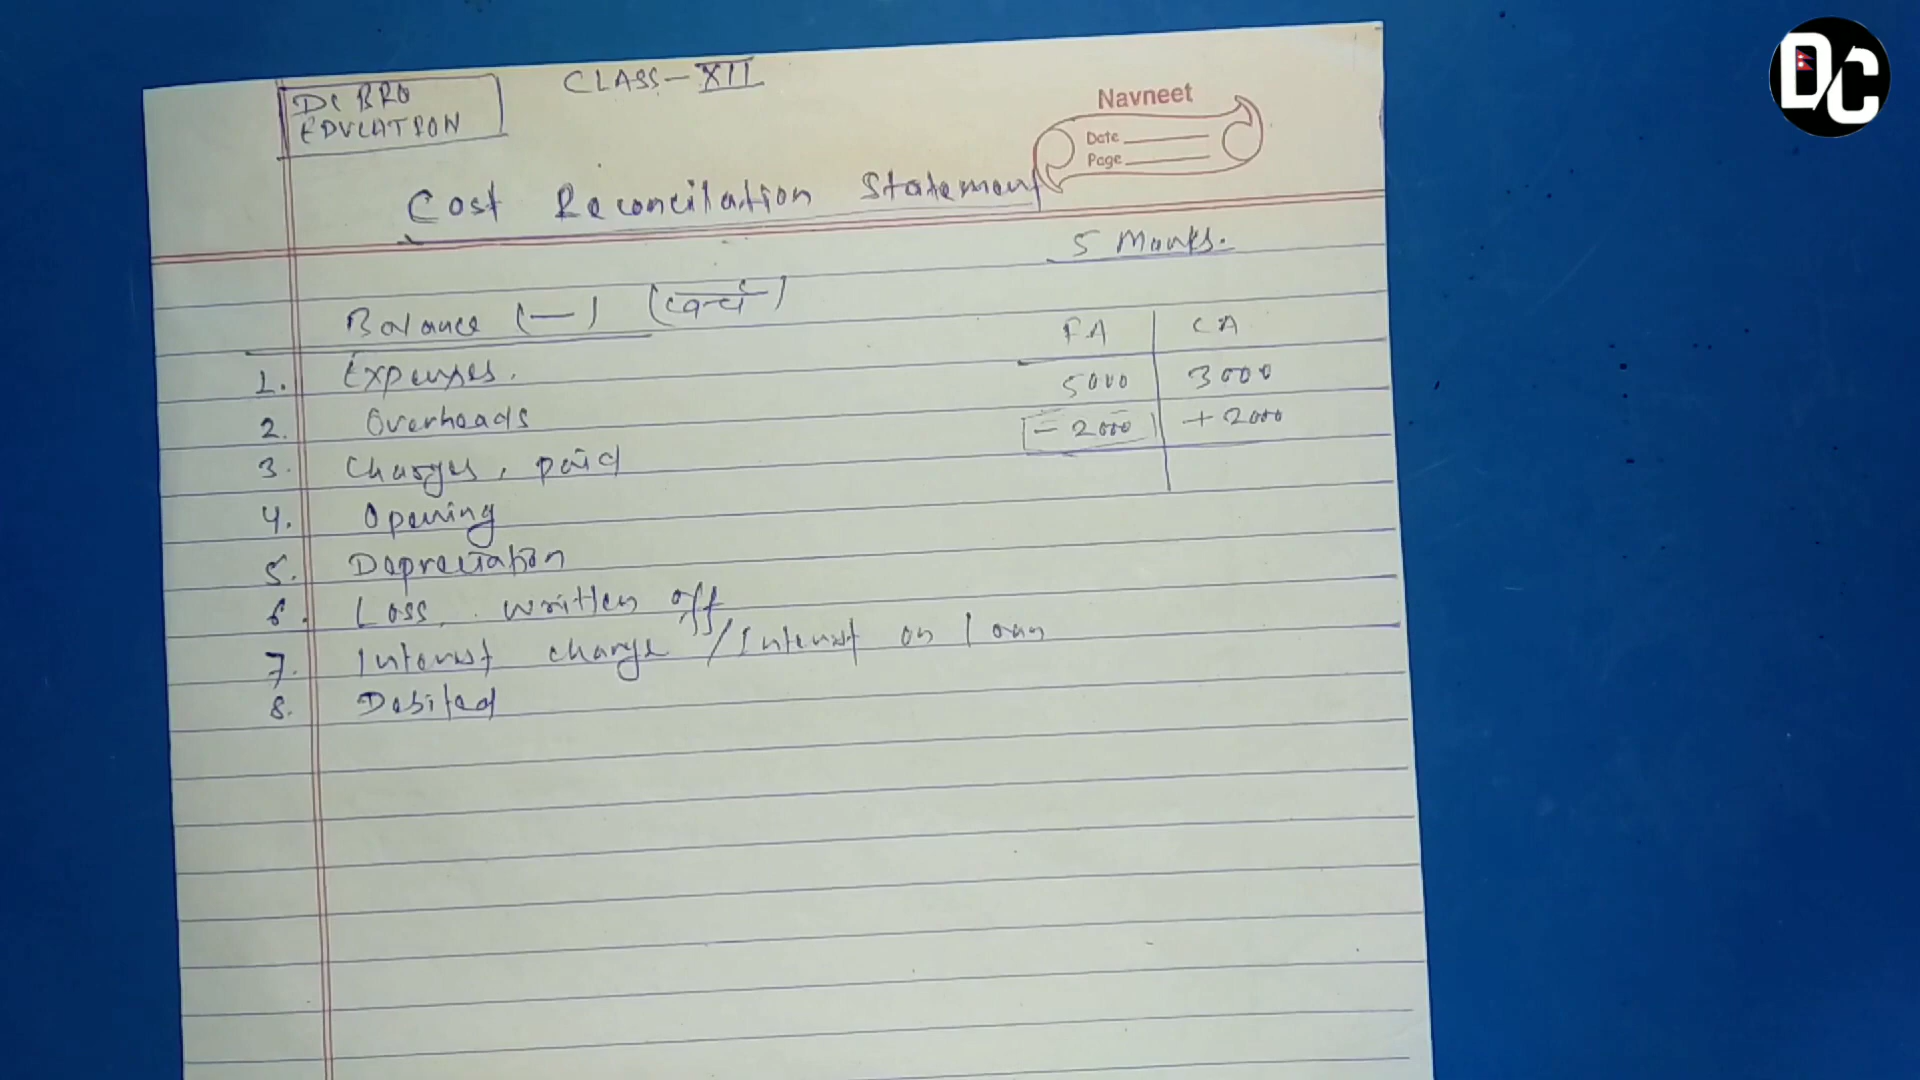 DC
DC BRO
EDUCATION
CLASS-XII
Navneet
Date
Page
Cost Reconcilation Statement
5 Marks.
Balance (-) (खर्च)
FA CA
1. Expenses. 5000 3000
2. Overheads - 2000 + 2000
3. Charges, paid
4. Opening
5. Depreciation
6. Loss, written off
7. Interest charge / Interest on loan
8. Debited